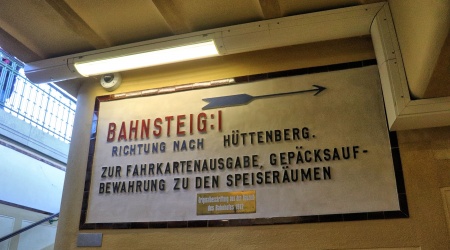 BAHNSTEIG:I
RICHTUNG NACH HÜTTENBERG.
ZUR FAHRKARTENAUSGABE, GEPÄCKSAUF-
BEWAHRUNG ZU DEN SPEISERÄUMEN